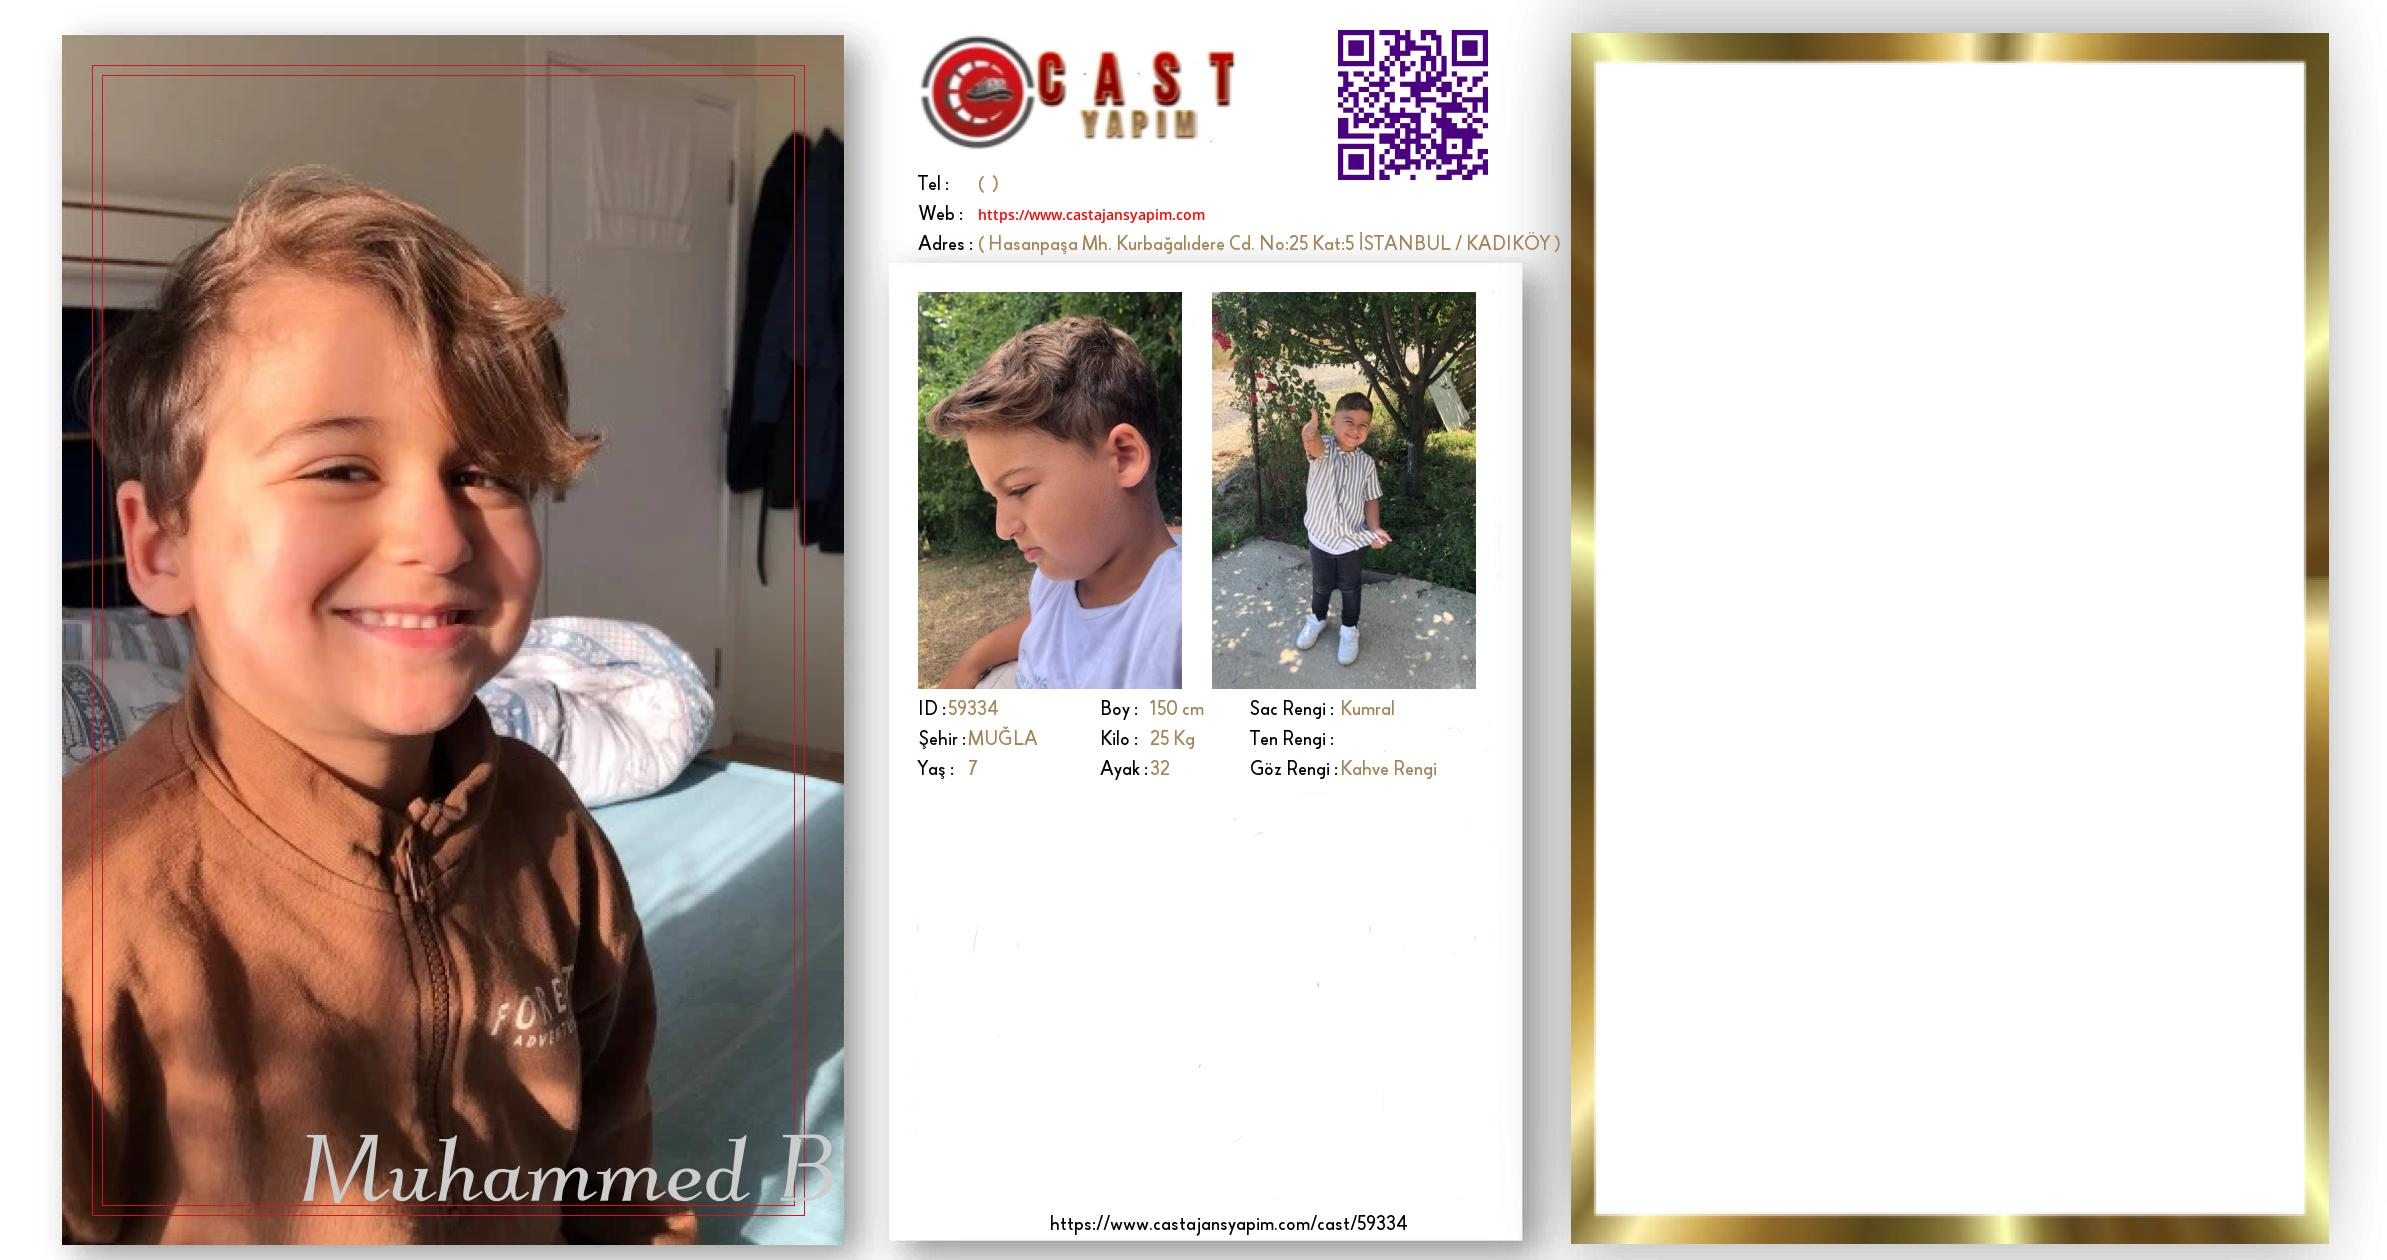 FORET
Muhammed B
CAST
YAPIM
Tel : ( )
Web : https://www.castajansyapim.com
Adres : ( Hasanpaşa Mh. Kurbağalıdere Cd. No:25 Kat:5 İSTANBUL / KADIKÖY )
ID : 59334 Boy : 150 cm Sac Rengi : Kumral
Şehir : MUĞLA Kilo : 25 Kg Ten Rengi :
Yaş : 7 Ayak : 32 Göz Rengi : Kahve Rengi
https://www.castajansyapim.com/cast/59334